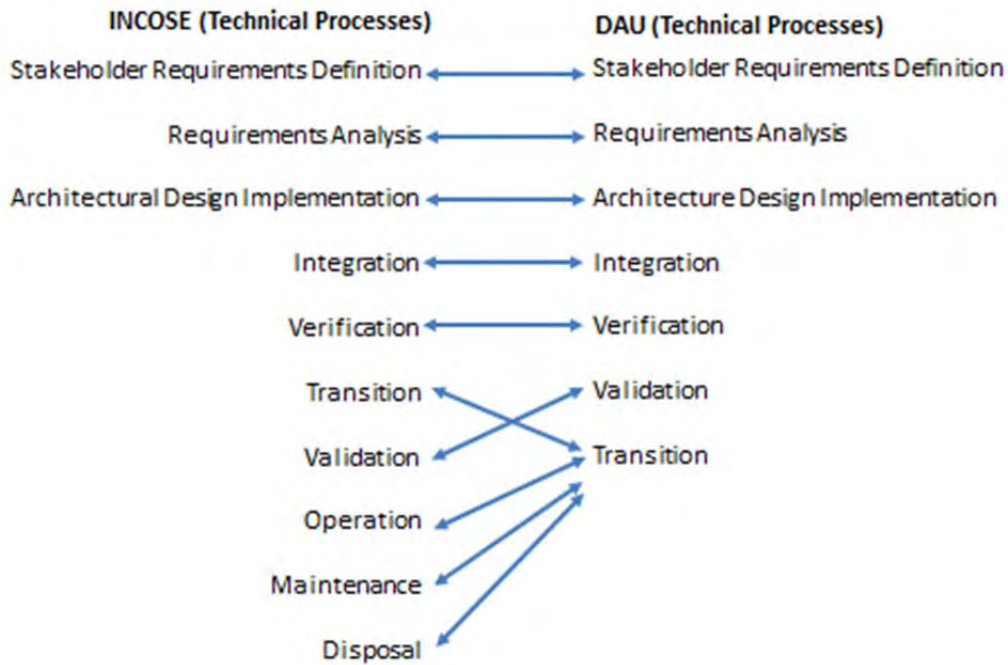 INCOSE (Technical Processes)
DAU (Technical Processes)
Stakeholder Requirements Definition
Stakeholder Requirements Definition
Requirements Analysis
Requirements Analysis
Architectural Design Implementation
Architecture Design Implementation
Integration
Integration
Verification
Verification
Transition
Validation
Validation
Transition
Operation
Maintenance
Disposal